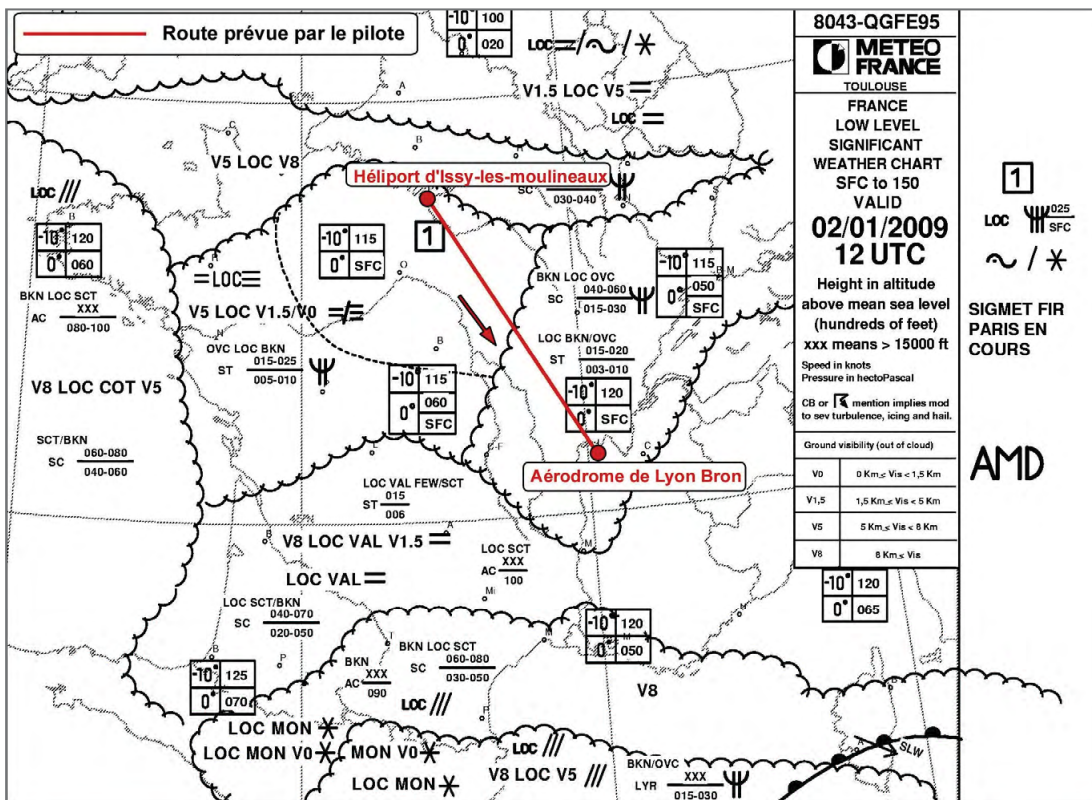 Route prévue par le pilote
-10° 100
0° 020
LOC
V1.5 LOC V5
LOC
V5 LOC V8
Héliport d'Issy-les-moulineaux
SC
030-040
1
LOC
-10° 120
0° 060
BKN LOC SCT
XXX
AC
080-100
LOC
V5 LOC V1.5/V0
OVC LOC BKN
015-025
ST
005-010
-10° 115
0° SFC
V8 LOC COT V5
SCT/BKN
060-080
SC
040-060
BKN LOC OVC
040-060
SC
015-030
-10° 115
0° 050
SFC
LOC BKN/OVC
015-020
ST
003-010
-10° 115
0° 060
SFC
-10° 120
0° SFC
Aérodrome de Lyon Bron
LOC VAL FEW/SCT
015
ST
006
V8 LOC VAL V1.5
LOC VAL
LOC SCT
XXX
AC
100
LOC SCT/BKN
040-070
SC
020-050
-10° 125
0° 070
BKN
XXX
AC
090
BKN LOC SCT
060-080
SC
030-050
LOC
-10° 120
0° 050
V8
-10° 120
0° 065
LOC MON
LOC MON V0
MON V0
LOC MON
LOC
V8 LOC V5
BKN/OVC
XXX
LYR
015-030
SLW
8043-QGFE95
METEO
FRANCE
TOULOUSE
FRANCE
LOW LEVEL
SIGNIFICANT
WEATHER CHART
SFC to 150
VALID
02/01/2009
12 UTC
Height in altitude
above mean sea level
(hundreds of feet)
xxx means > 15000 ft
Speed in knots
Pressure in hectoPascal
CB or mention implies mod
to sev turbulence, icing and hail.
Ground visibility (out of cloud)
V0 0 Km ≤ Vis < 1,5 Km
V1,5 1,5 Km ≤ Vis < 5 Km
V5 5 Km ≤ Vis < 8 Km
V8 8 Km ≤ Vis
1
LOC 025
SFC
SIGMET FIR
PARIS EN
COURS
AMD